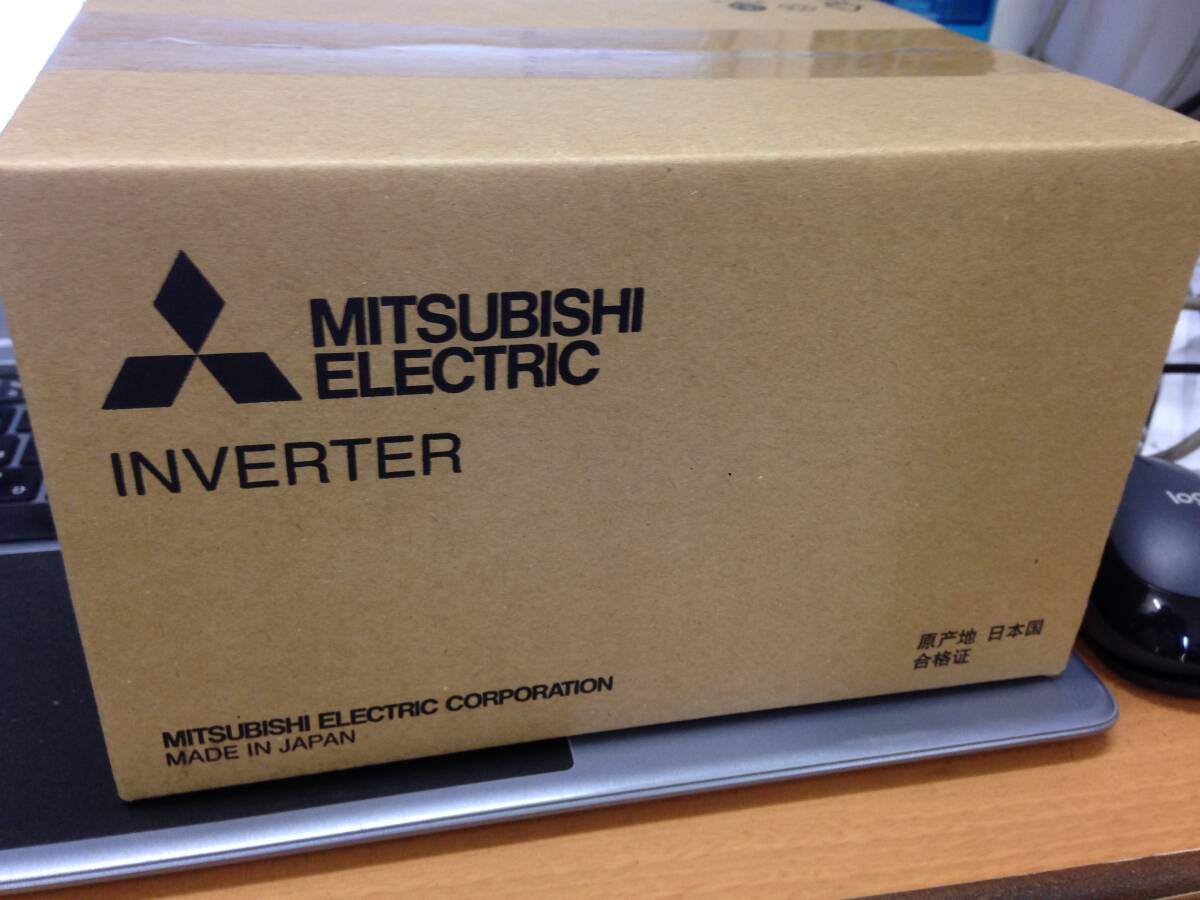 MITSUBISHI
ELECTRIC
INVERTER
原产地 日本国
合格证
MITSUBISHI ELECTRIC CORPORATION
MADE IN JAPAN